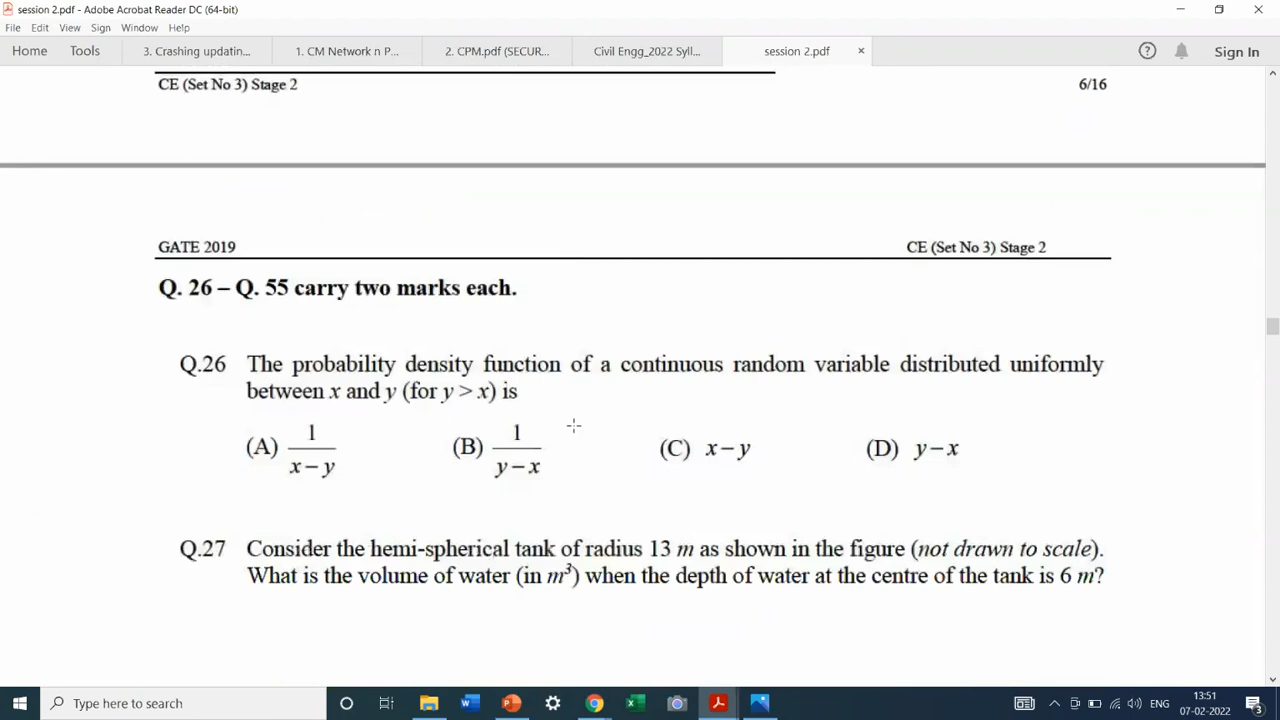 session 2.pdf - Adobe Acrobat Reader DC (64-bit)
File Edit View Sign Window Help
Home Tools 3. Crashing updatin... 1. CM Network n P... 2. CPM.pdf (SECUR... Civil Engg_2022 Syll... session 2.pdf × Sign In
CE (Set No 3) Stage 2 6/16
GATE 2019 CE (Set No 3) Stage 2
Q. 26 – Q. 55 carry two marks each.
Q.26 The probability density function of a continuous random variable distributed uniformly
between x and y (for y > x) is
(A) 1/(x – y) (B) 1/(y – x) (C) x – y (D) y – x
Q.27 Consider the hemi-spherical tank of radius 13 m as shown in the figure (not drawn to scale).
What is the volume of water (in m³) when the depth of water at the centre of the tank is 6 m?
Type here to search ENG 13:51
07-02-2022 3